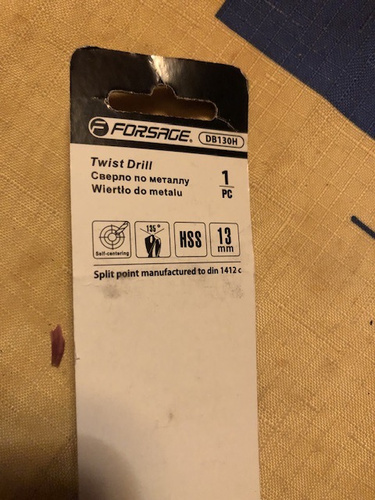 F FORSAGE®
DB130H
Twist Drill
Сверло по металлу
Wiertło do metalu
1
PC
Self-centering
135°
HSS
13
mm
Split point manufactured to din 1412 c